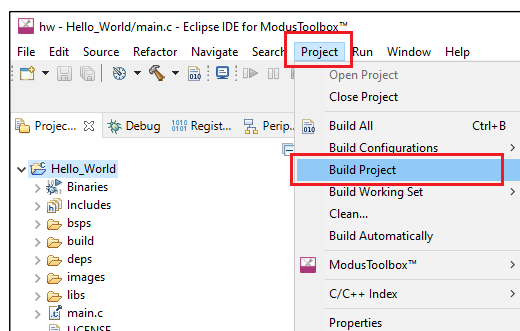 hw - Hello_World/main.c - Eclipse IDE for ModusToolbox™
File Edit Source Refactor Navigate Search Project Run Window Help
Open Project
Close Project
Projec... Debug Regist... Perip...
Build All Ctrl+B
Build Configurations
Build Project
Build Working Set
Clean...
Build Automatically
ModusToolbox™
C/C++ Index
Properties
Hello_World
Binaries
Includes
bsps
build
deps
images
libs
main.c
LICENSE